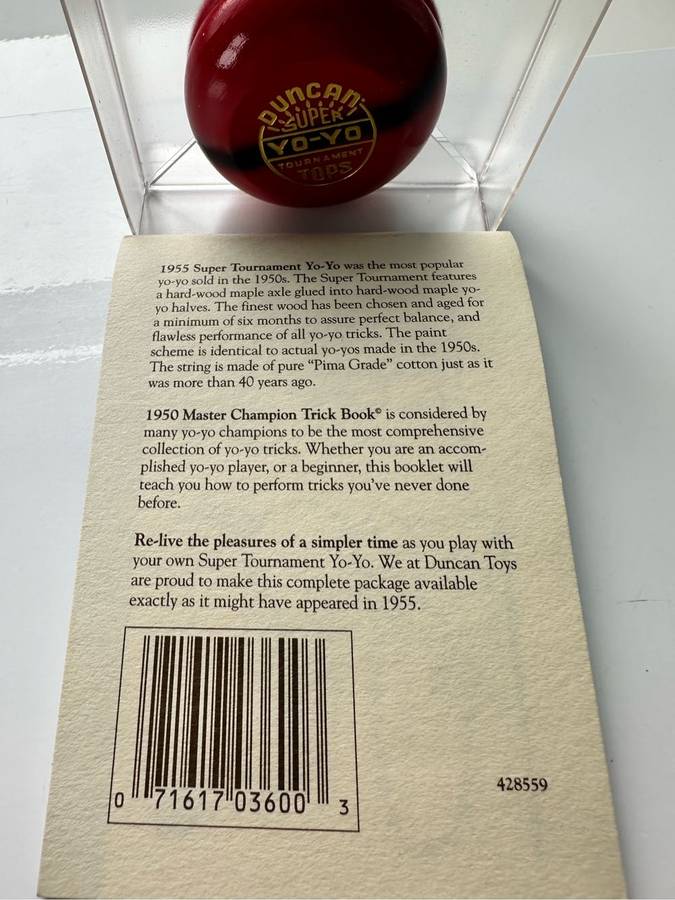 DUNCAN
SUPER
YO-YO
TOURNAMENT
TOPS
1955 Super Tournament Yo-Yo was the most popular
yo-yo sold in the 1950s. The Super Tournament features
a hard-wood maple axle glued into hard-wood maple yo-
yo halves. The finest wood has been chosen and aged for
a minimum of six months to assure perfect balance, and
flawless performance of all yo-yo tricks. The paint
scheme is identical to actual yo-yos made in the 1950s.
The string is made of pure “Pima Grade” cotton just as it
was more than 40 years ago.
1950 Master Champion Trick Book© is considered by
many yo-yo champions to be the most comprehensive
collection of yo-yo tricks. Whether you are an accom-
plished yo-yo player, or a beginner, this booklet will
teach you how to perform tricks you’ve never done
before.
Re-live the pleasures of a simpler time as you play with
your own Super Tournament Yo-Yo. We at Duncan Toys
are proud to make this complete package available
exactly as it might have appeared in 1955.
0 71617 03600 3
428559